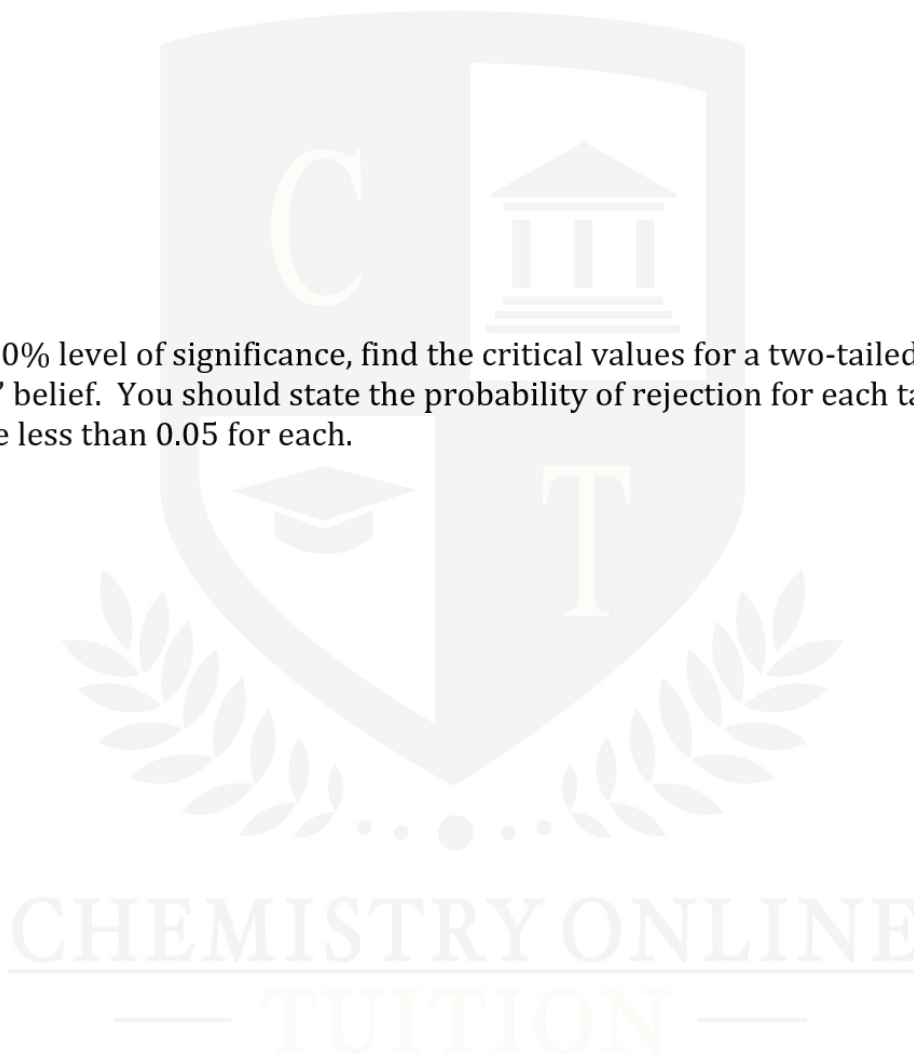 C
0% level of significance, find the critical values for a two-tailed
’ belief.  You should state the probability of rejection for each ta
e less than 0.05 for each.
T
CHEMISTRY ONLINE
TUITION